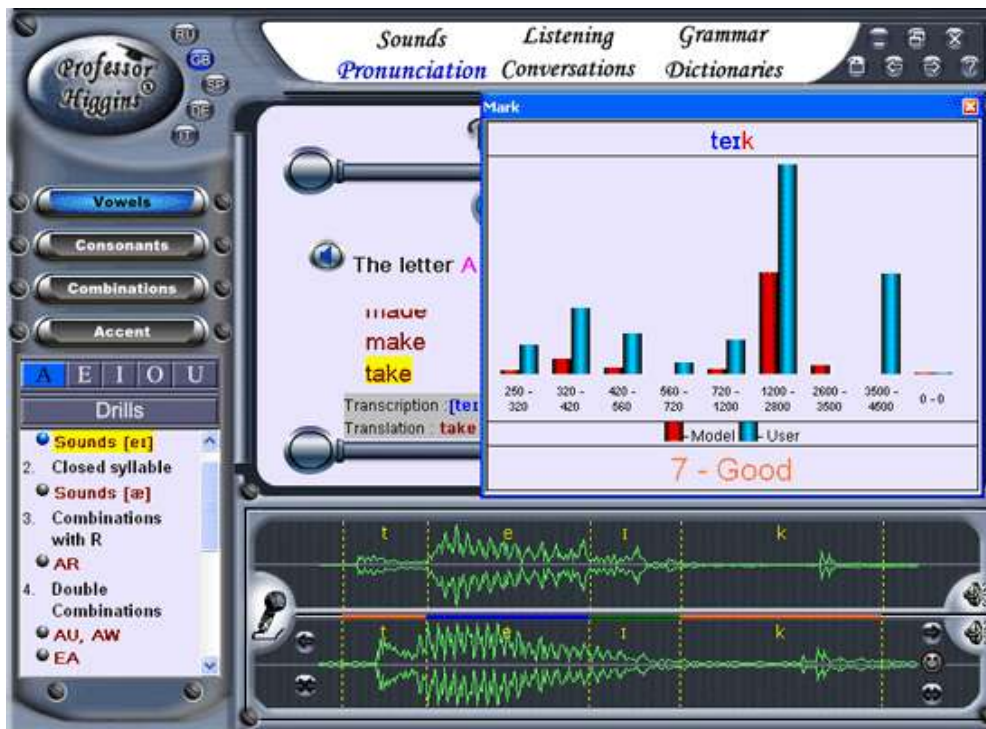 Professor
Higgins®
RU
GB
SP
DE
IT
Sounds Listening Grammar
Pronunciation Conversations Dictionaries
Vowels
Consonants
Combinations
Accent
A E I O U
Drills
Sounds [eɪ]
2. Closed syllable
Sounds [æ]
3. Combinations
with R
AR
4. Double
Combinations
AU, AW
EA
The letter A
made
make
take
Transcription : [teɪ
Translation : take
Mark
teɪk
250 - 320
320 - 420
420 - 560
560 - 720
720 - 1200
1200 - 2800
2600 - 3500
3500 - 4500
0 - 0
- Model - User
7 - Good
t e ɪ k
t e ɪ k